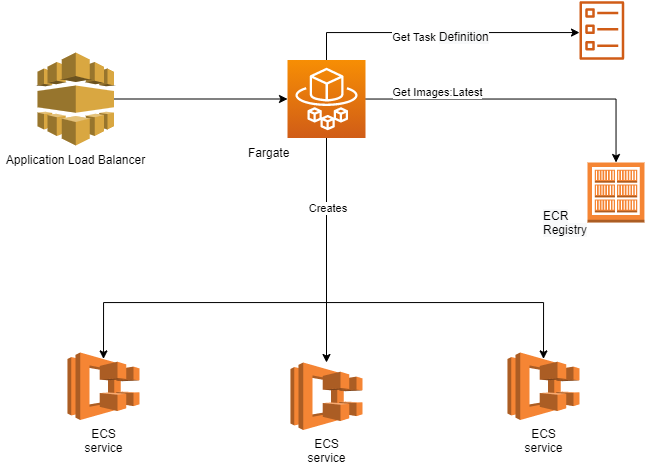 Get Task Definition
Get Images:Latest
Application Load Balancer
Fargate
Creates
ECR
Registry
ECS
service
ECS
service
ECS
service